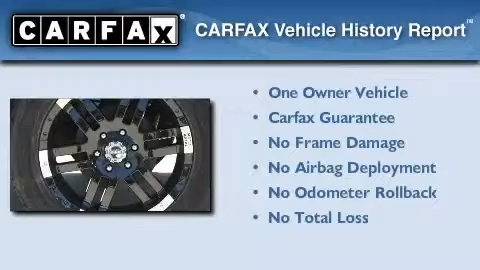 CARFAX
CARFAX Vehicle History Report™
• One Owner Vehicle
• Carfax Guarantee
• No Frame Damage
• No Airbag Deployment
• No Odometer Rollback
• No Total Loss